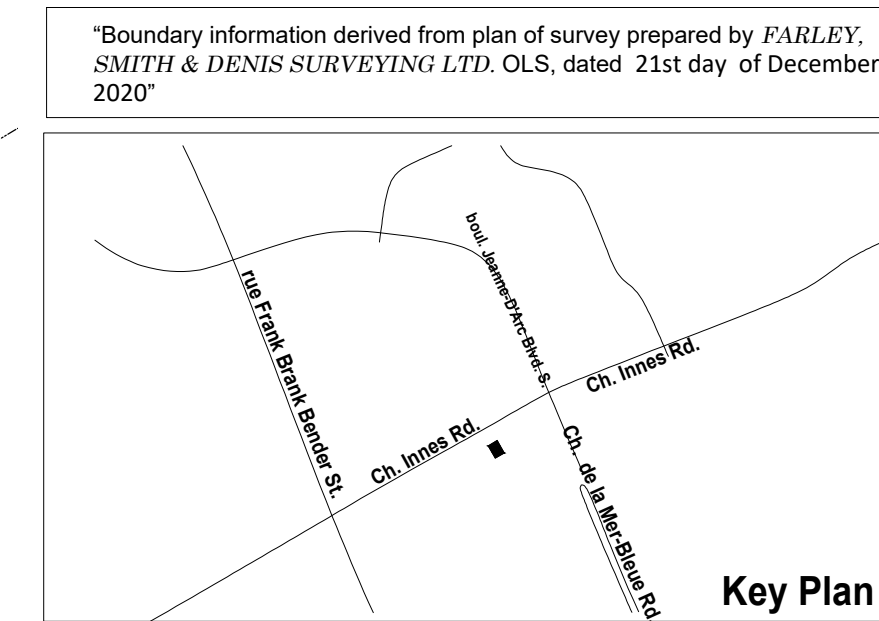 “Boundary information derived from plan of survey prepared by FARLEY,
SMITH & DENIS SURVEYING LTD. OLS, dated 21st day of December
2020”
boul. Jeanne-D'Arc Blvd. S.
rue Frank Brank Bender St.
Ch. Innes Rd.
Ch. Innes Rd.
Ch. de la Mer-Bleue Rd
Key Plan